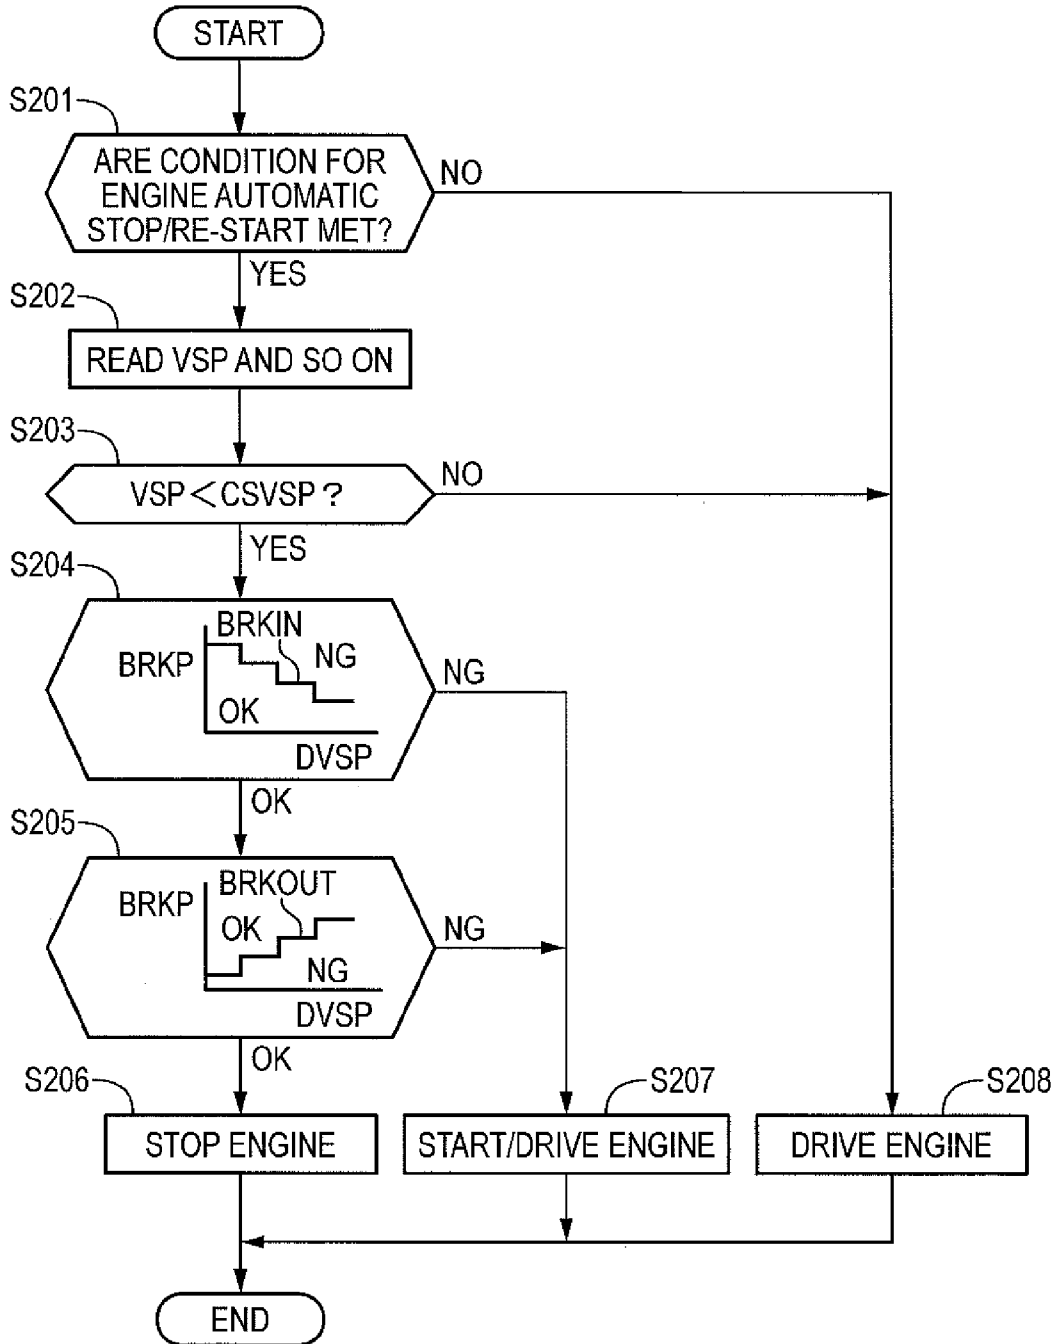 START
S201
ARE CONDITION FOR
ENGINE AUTOMATIC
STOP/RE-START MET?
NO
YES
S202
READ VSP AND SO ON
S203
VSP<CSVSP?
NO
YES
S204
BRKIN
BRKP
NG
OK
DVSP
NG
OK
S205
BRKOUT
BRKP
OK
NG
DVSP
NG
OK
S206
STOP ENGINE
S207
START/DRIVE ENGINE
S208
DRIVE ENGINE
END